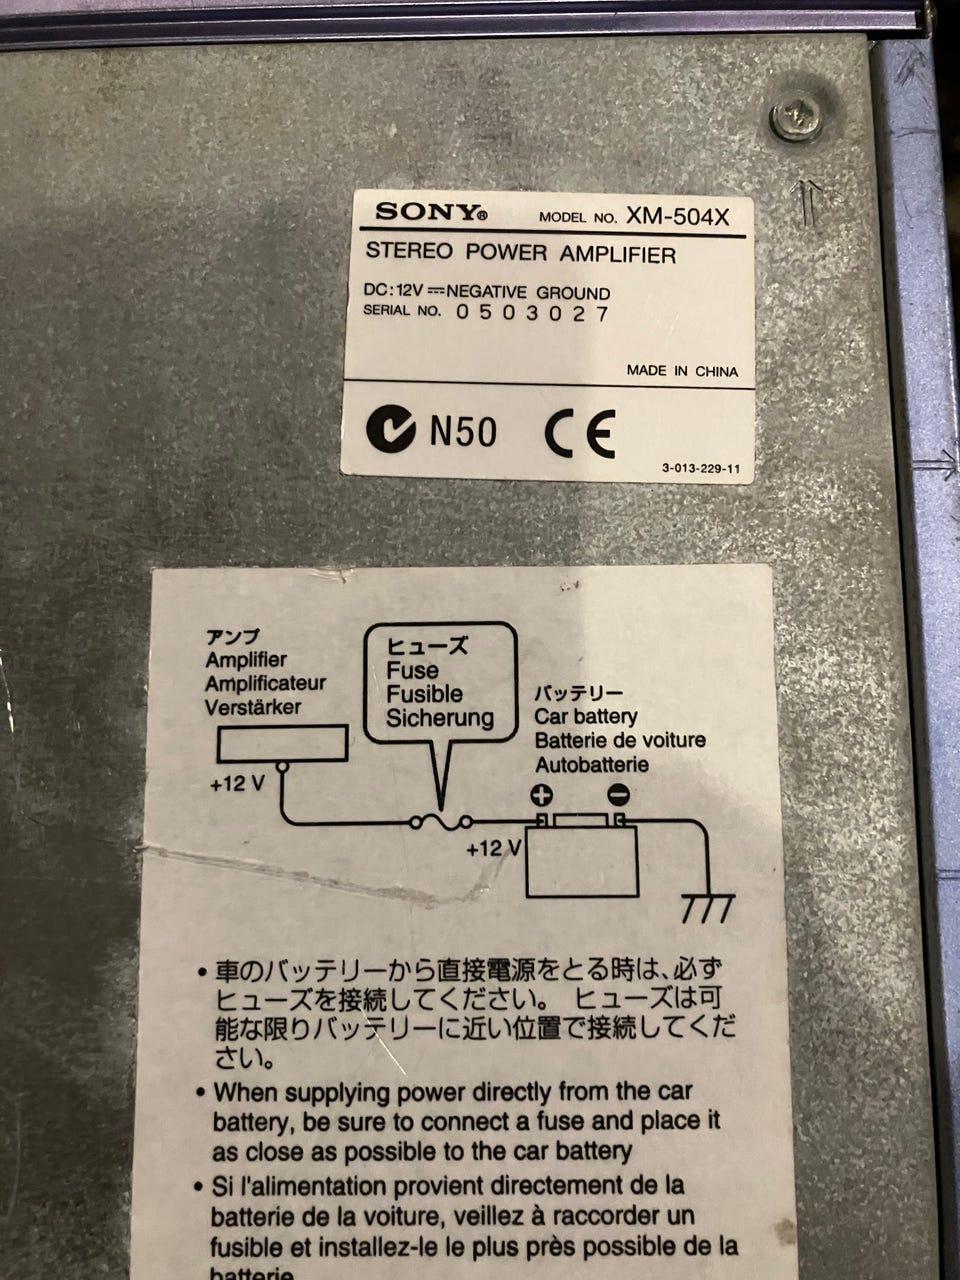 SONY®
MODEL NO. XM-504X
STEREO POWER AMPLIFIER
DC:12V ⎓ NEGATIVE GROUND
SERIAL NO. 0503027
MADE IN CHINA
N50 CE
3-013-229-11
アンプ
Amplifier
Amplificateur
Verstärker
+12 V
ヒューズ
Fuse
Fusible
Sicherung
バッテリー
Car battery
Batterie de voiture
Autobatterie
+ −
+12 V
• 車のバッテリーから直接電源をとる時は、必ず
ヒューズを接続してください。 ヒューズは可
能な限りバッテリーに近い位置で接続してくだ
さい。
• When supplying power directly from the car
battery, be sure to connect a fuse and place it
as close as possible to the car battery
• Si l'alimentation provient directement de la
batterie de la voiture, veillez à raccorder un
fusible et installez-le le plus près possible de la
batterie